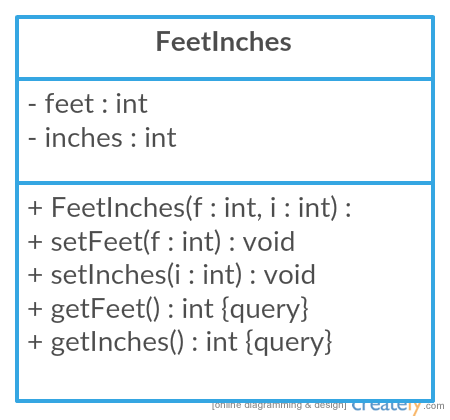 FeetInches
- feet : int
- inches : int
+ FeetInches(f : int, i : int) :
+ setFeet(f : int) : void
+ setInches(i : int) : void
+ getFeet() : int {query}
+ getInches() : int {query}
[online diagramming & design] creately.com